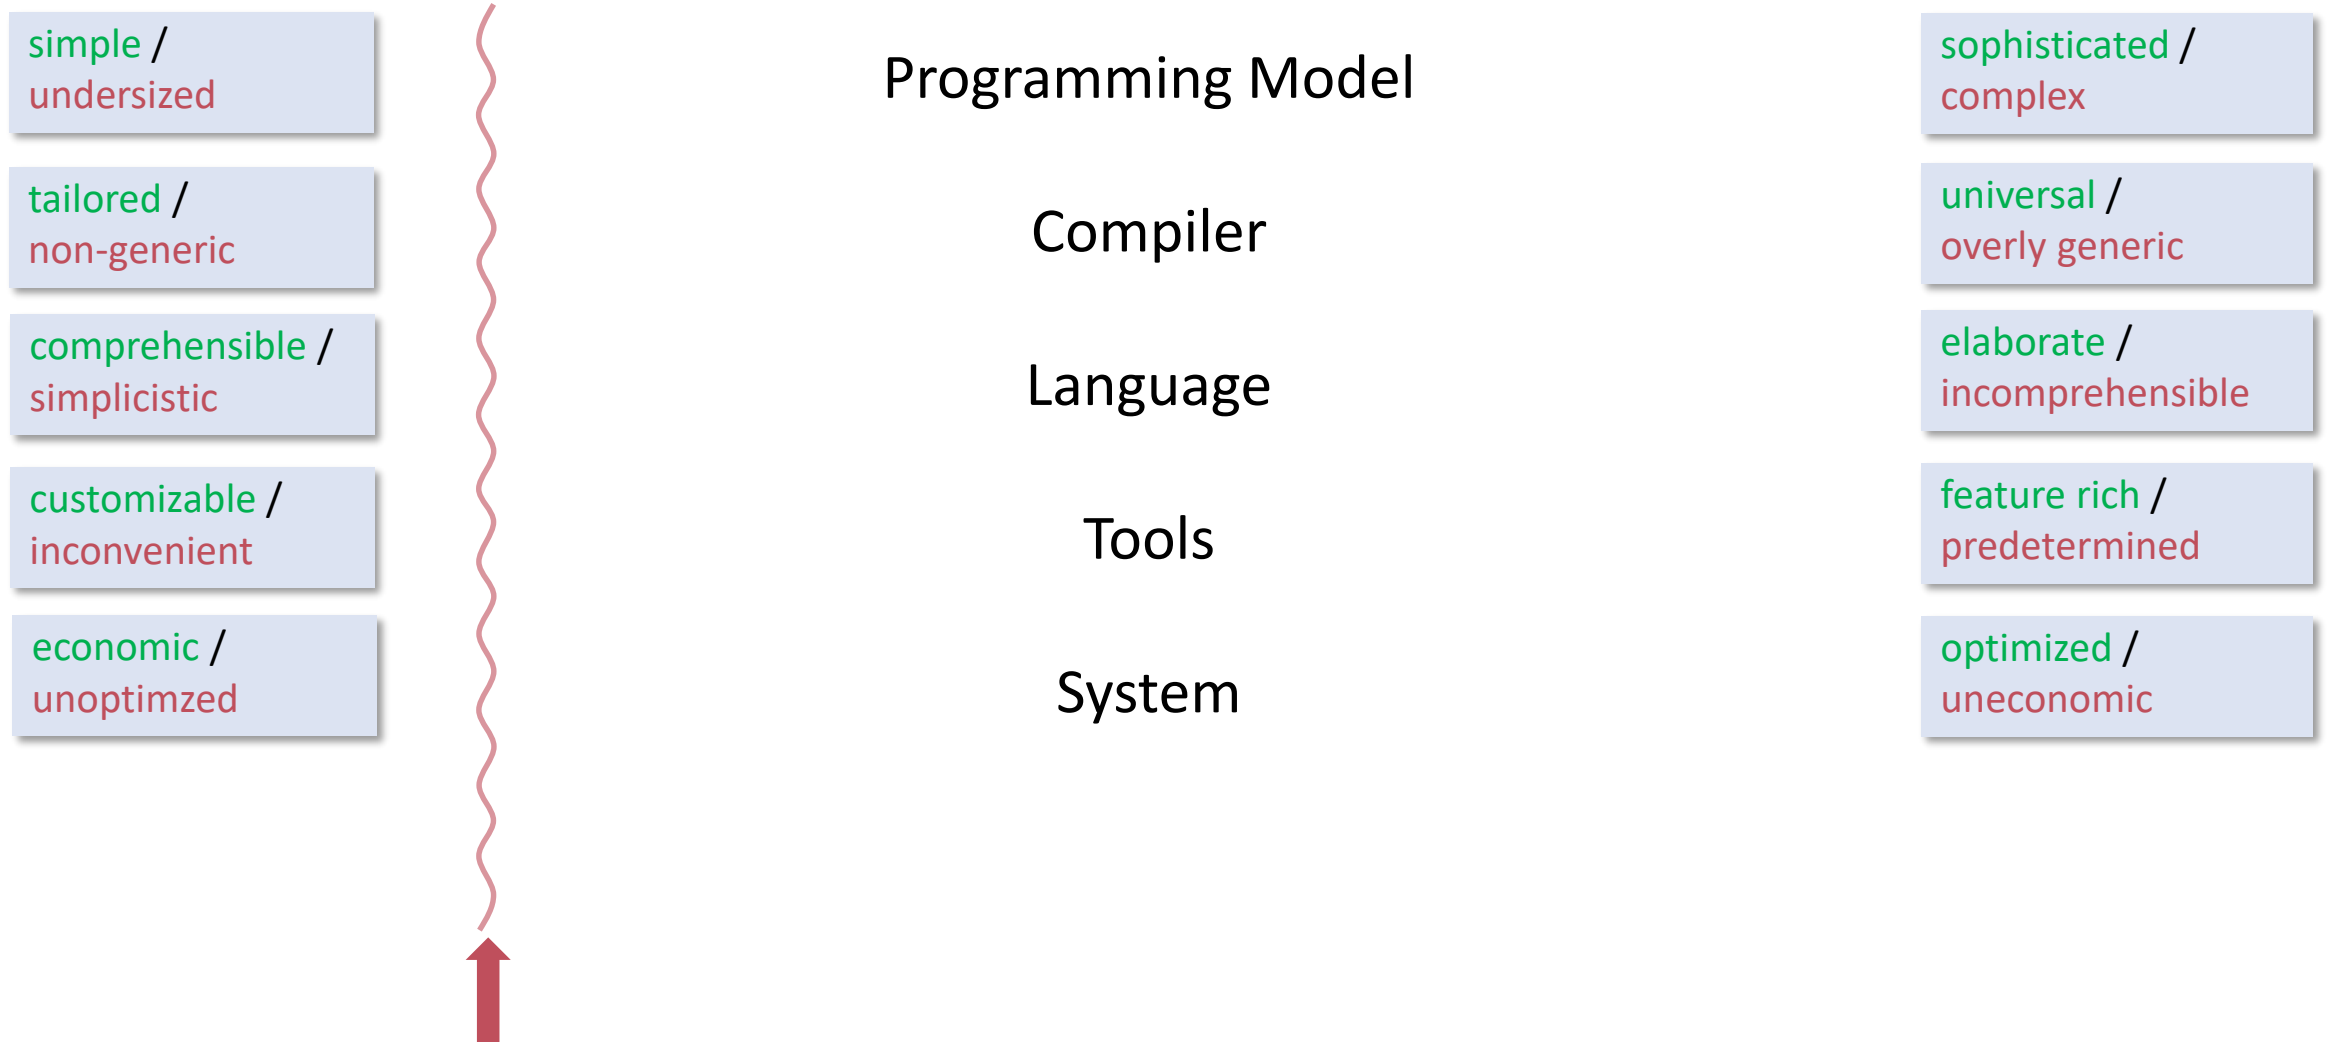 simple /
undersized
Programming Model
sophisticated /
complex
tailored /
non-generic
Compiler
universal /
overly generic
comprehensible /
simplicistic
Language
elaborate /
incomprehensible
customizable /
inconvenient
Tools
feature rich /
predetermined
economic /
unoptimzed
System
optimized /
uneconomic